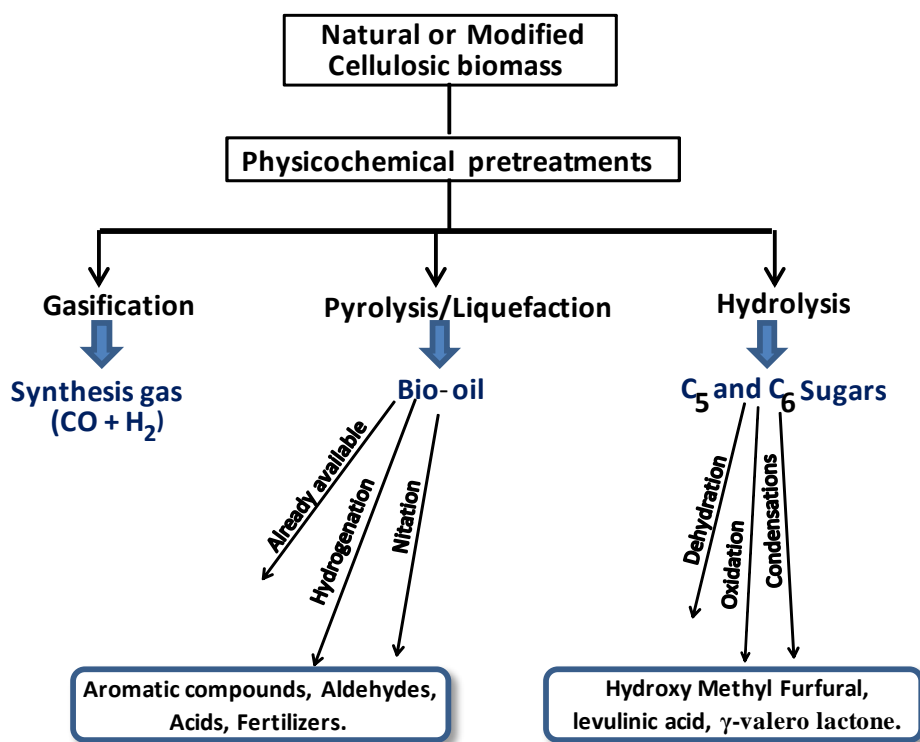 Natural or Modified
Cellulosic biomass
Physicochemical pretreatments
Gasification
Pyrolysis/Liquefaction
Hydrolysis
Synthesis gas
(CO + H2)
Bio-oil
C5 and C6 Sugars
Already available
Hydrogenation
Nitation
Dehydration
Oxidation
Condensations
Aromatic compounds, Aldehydes,
Acids, Fertilizers.
Hydroxy Methyl Furfural,
levulinic acid, γ-valero lactone.